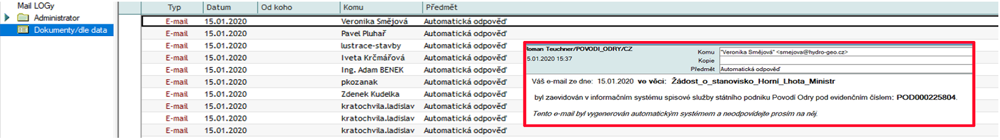 Mail LOGy
Administrator
Dokumenty/dle data
Typ Datum Od koho Komu Předmět
E-mail 15.01.2020 Veronika Smějová Automatická odpověď
E-mail 15.01.2020 Pavel Pluhař Automatická odpověď
E-mail 15.01.2020 lustrace-stavby Automatická odpověď
E-mail 15.01.2020 Iveta Krčmářová Automatická odpověď
E-mail 15.01.2020 Ing. Adam BENEK Automatická odpověď
E-mail 15.01.2020 pkozanak Automatická odpověď
E-mail 15.01.2020 Zdenek Kudelka Automatická odpověď
E-mail 15.01.2020 kratochvila.ladislav Automatická odpověď
E-mail 15.01.2020 kratochvila.ladislav Automatická odpověď
E-mail 15.01.2020 kratochvila.ladislav Automatická odpověď
Roman Teuchner/POVODI_ODRY/CZ
5.01.2020 15:37
Komu "Veronika Smějová" <smejova@hydro-geo.cz>
Kopie
Předmět Automatická odpověď
Váš e-mail ze dne: 15.01.2020 ve věci: Žádost_o_stanovisko_Horní_Lhota_Ministr
byl zaevidován v informačním systému spisové služby státního podniku Povodí Odry pod evidenčním číslem: POD000225804.
Tento e-mail byl vygenerován automatickým systémem a neodpovídejte prosím na něj.